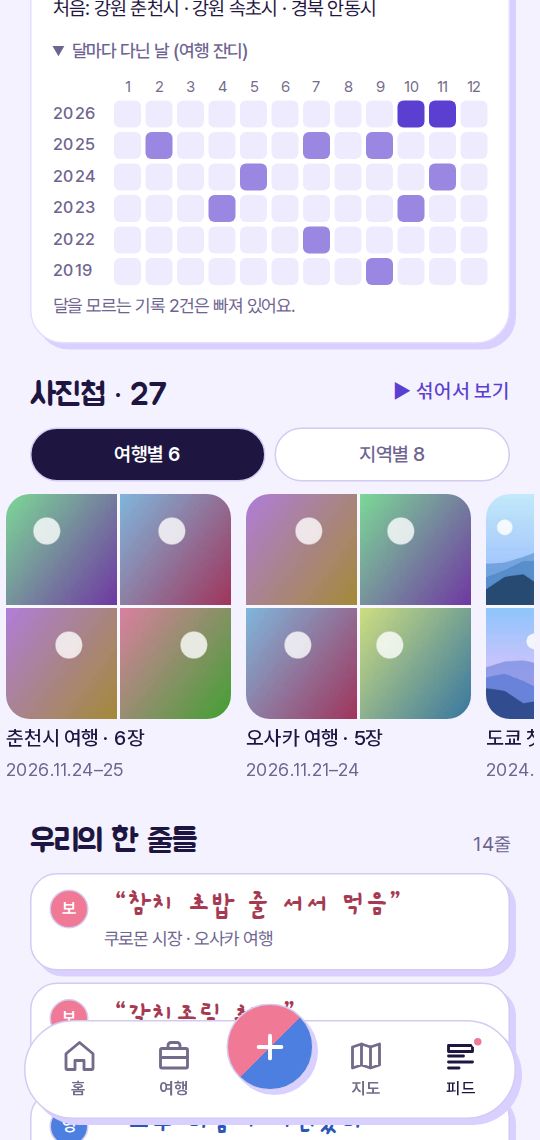 처음: 강원 춘천시 · 강원 속초시 · 경북 안동시
▼ 달마다 다닌 날 (여행 잔디)
1 2 3 4 5 6 7 8 9 10 11 12
2026
2025
2024
2023
2022
2019
달을 모르는 기록 2건은 빠져 있어요.
사진첩 · 27
▶ 섞어서 보기
여행별 6
지역별 8
춘천시 여행 · 6장
2026.11.24–25
오사카 여행 · 5장
2026.11.21–24
도쿄
2024.
우리의 한 줄들
14줄
보
“참치 초밥 줄 서서 먹음”
쿠로몬 시장 · 오사카 여행
보
“갈치조림
홈
여행
+
지도
피드